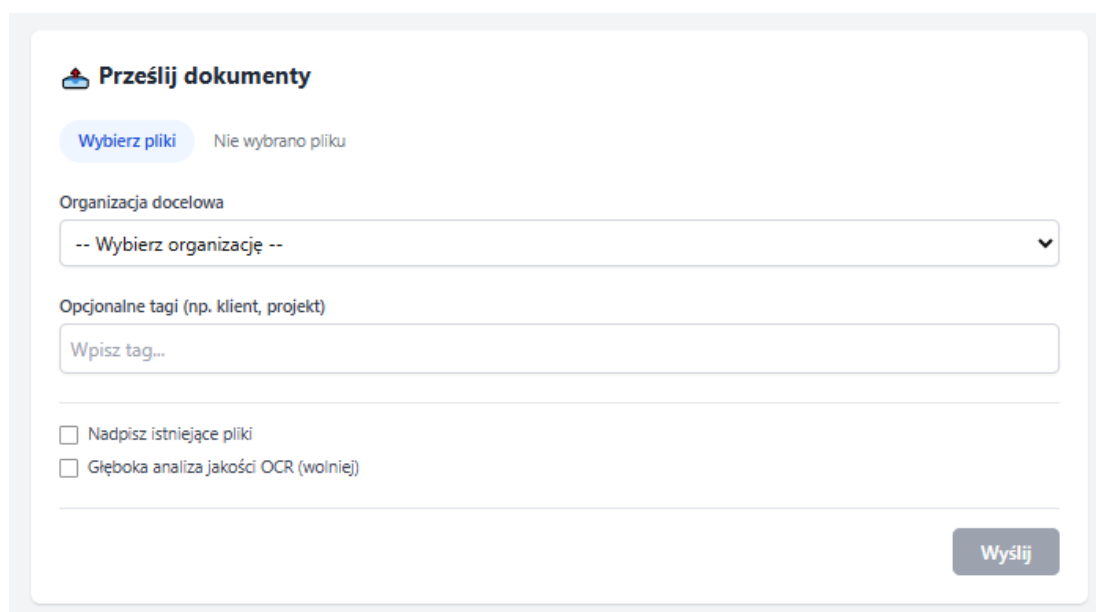 Prześlij dokumenty
Wybierz pliki Nie wybrano pliku
Organizacja docelowa
-- Wybierz organizację --
Opcjonalne tagi (np. klient, projekt)
Wpisz tag...
Nadpisz istniejące pliki
Głęboka analiza jakości OCR (wolniej)
Wyślij